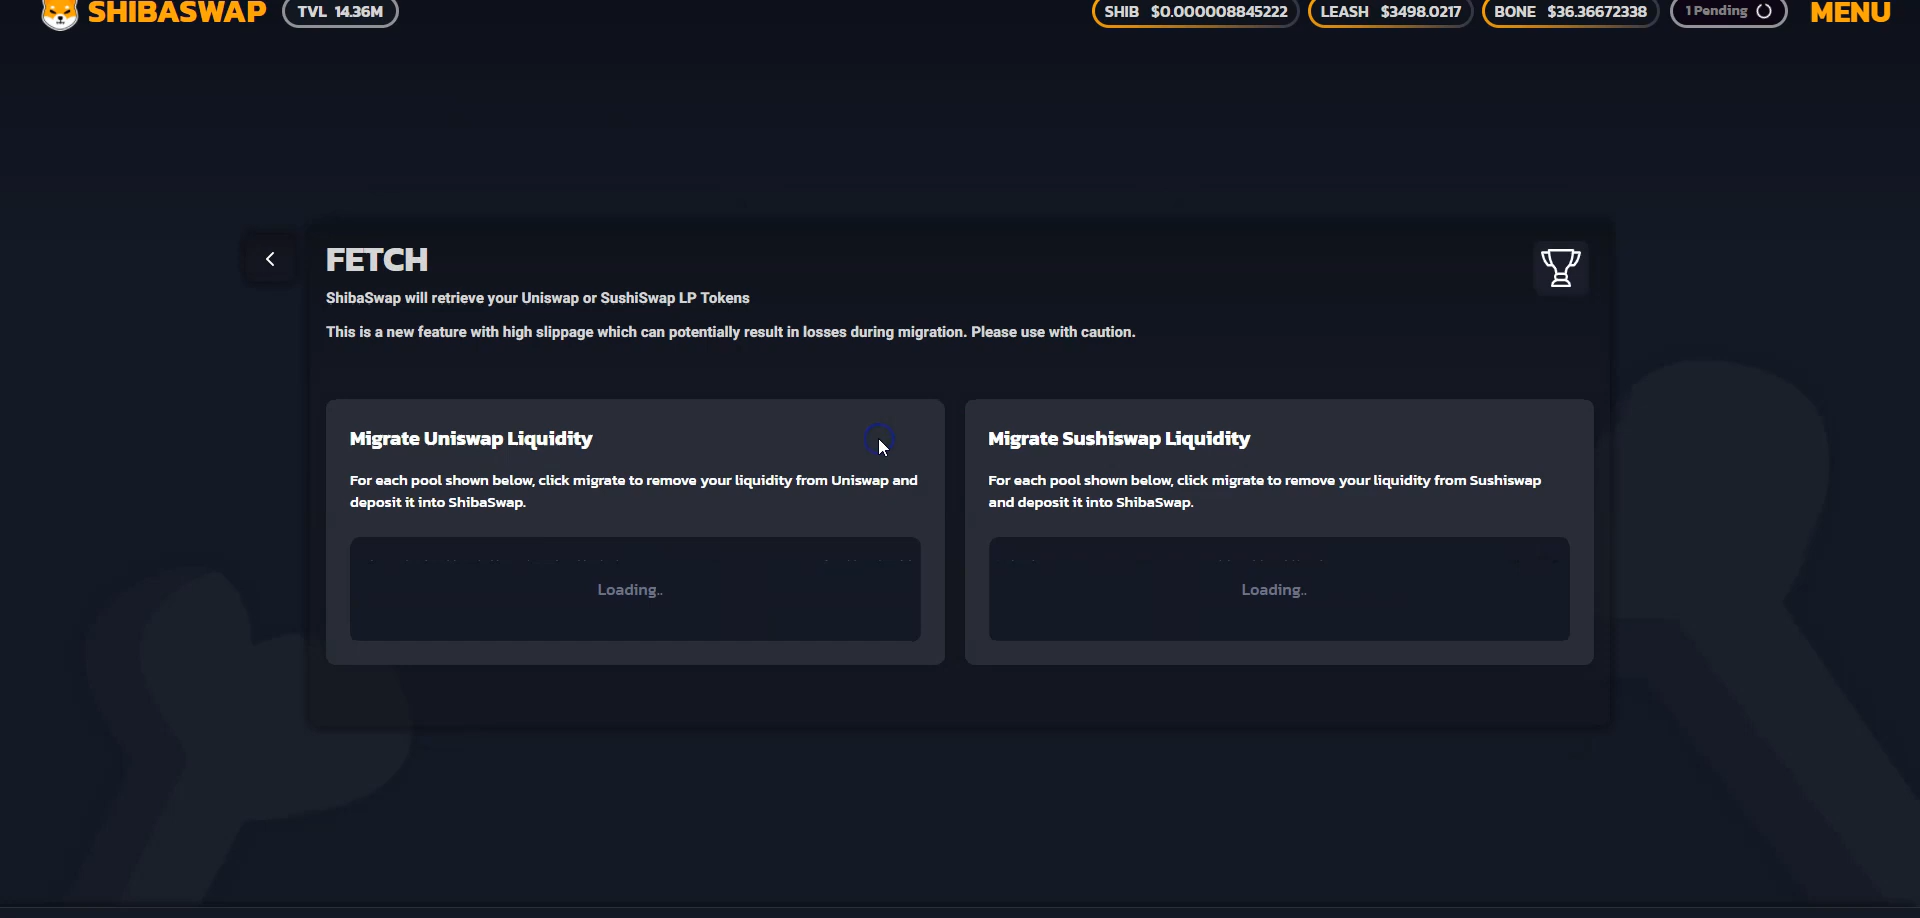 SHIBASWAP
TVL 14.36M
SHIB $0.000008845222
LEASH $3498.0217
BONE $36.36672338
1 Pending
MENU
FETCH
ShibaSwap will retrieve your Uniswap or SushiSwap LP Tokens
This is a new feature with high slippage which can potentially result in losses during migration. Please use with caution.
Migrate Uniswap Liquidity
For each pool shown below, click migrate to remove your liquidity from Uniswap and
deposit it into ShibaSwap.
Loading..
Migrate Sushiswap Liquidity
For each pool shown below, click migrate to remove your liquidity from Sushiswap
and deposit it into ShibaSwap.
Loading..